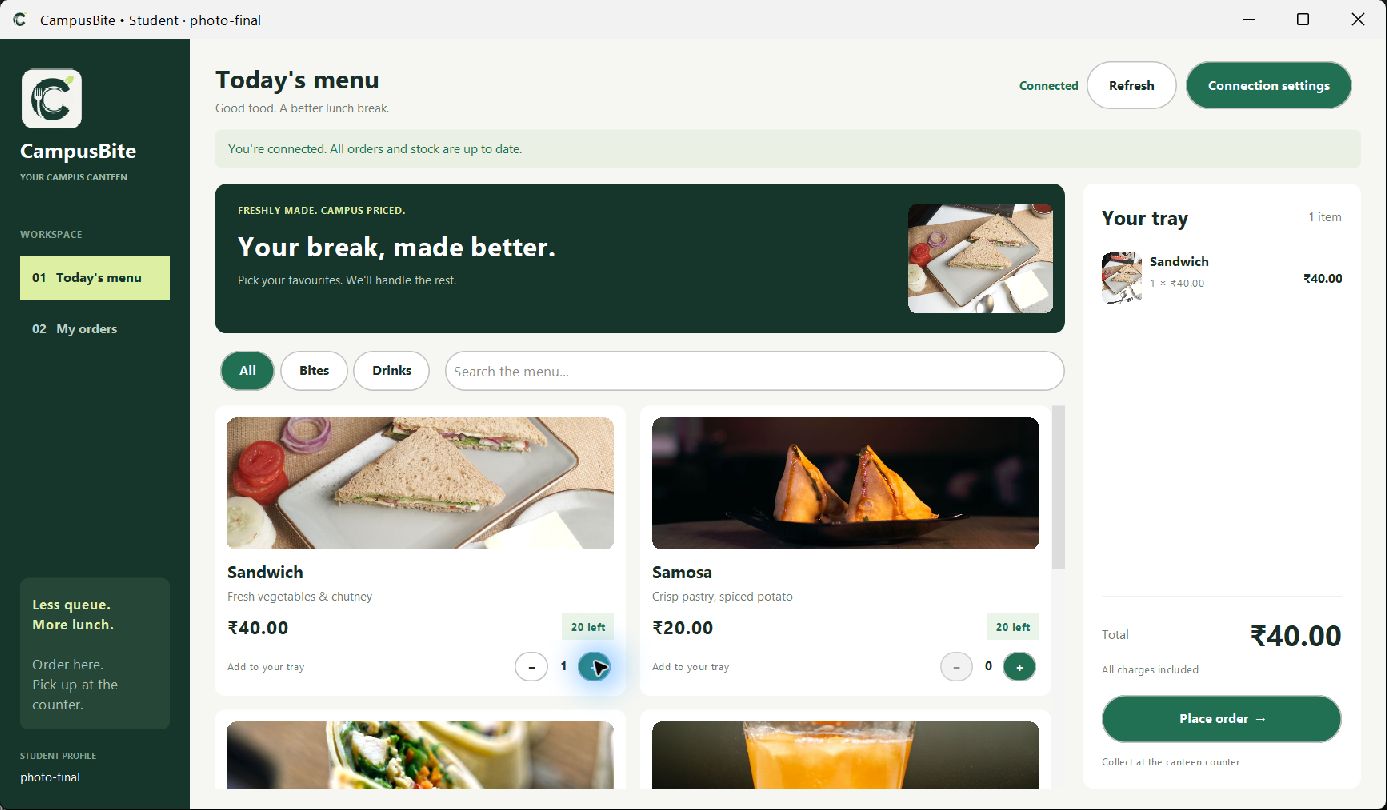 CampusBite • Student · photo-final
CampusBite
YOUR CAMPUS CANTEEN
WORKSPACE
01 Today's menu
02 My orders
Less queue.
More lunch.
Order here.
Pick up at the
counter.
STUDENT PROFILE
photo-final
Today's menu
Good food. A better lunch break.
Connected
Refresh
Connection settings
You're connected. All orders and stock are up to date.
FRESHLY MADE. CAMPUS PRICED.
Your break, made better.
Pick your favourites. We'll handle the rest.
All
Bites
Drinks
Search the menu...
Sandwich
Fresh vegetables & chutney
₹40.00
20 left
Add to your tray
− 1
Samosa
Crisp pastry, spiced potato
₹20.00
20 left
Add to your tray
− 0 +
Your tray
1 item
Sandwich
1 × ₹40.00
₹40.00
Total
₹40.00
All charges included
Place order →
Collect at the canteen counter